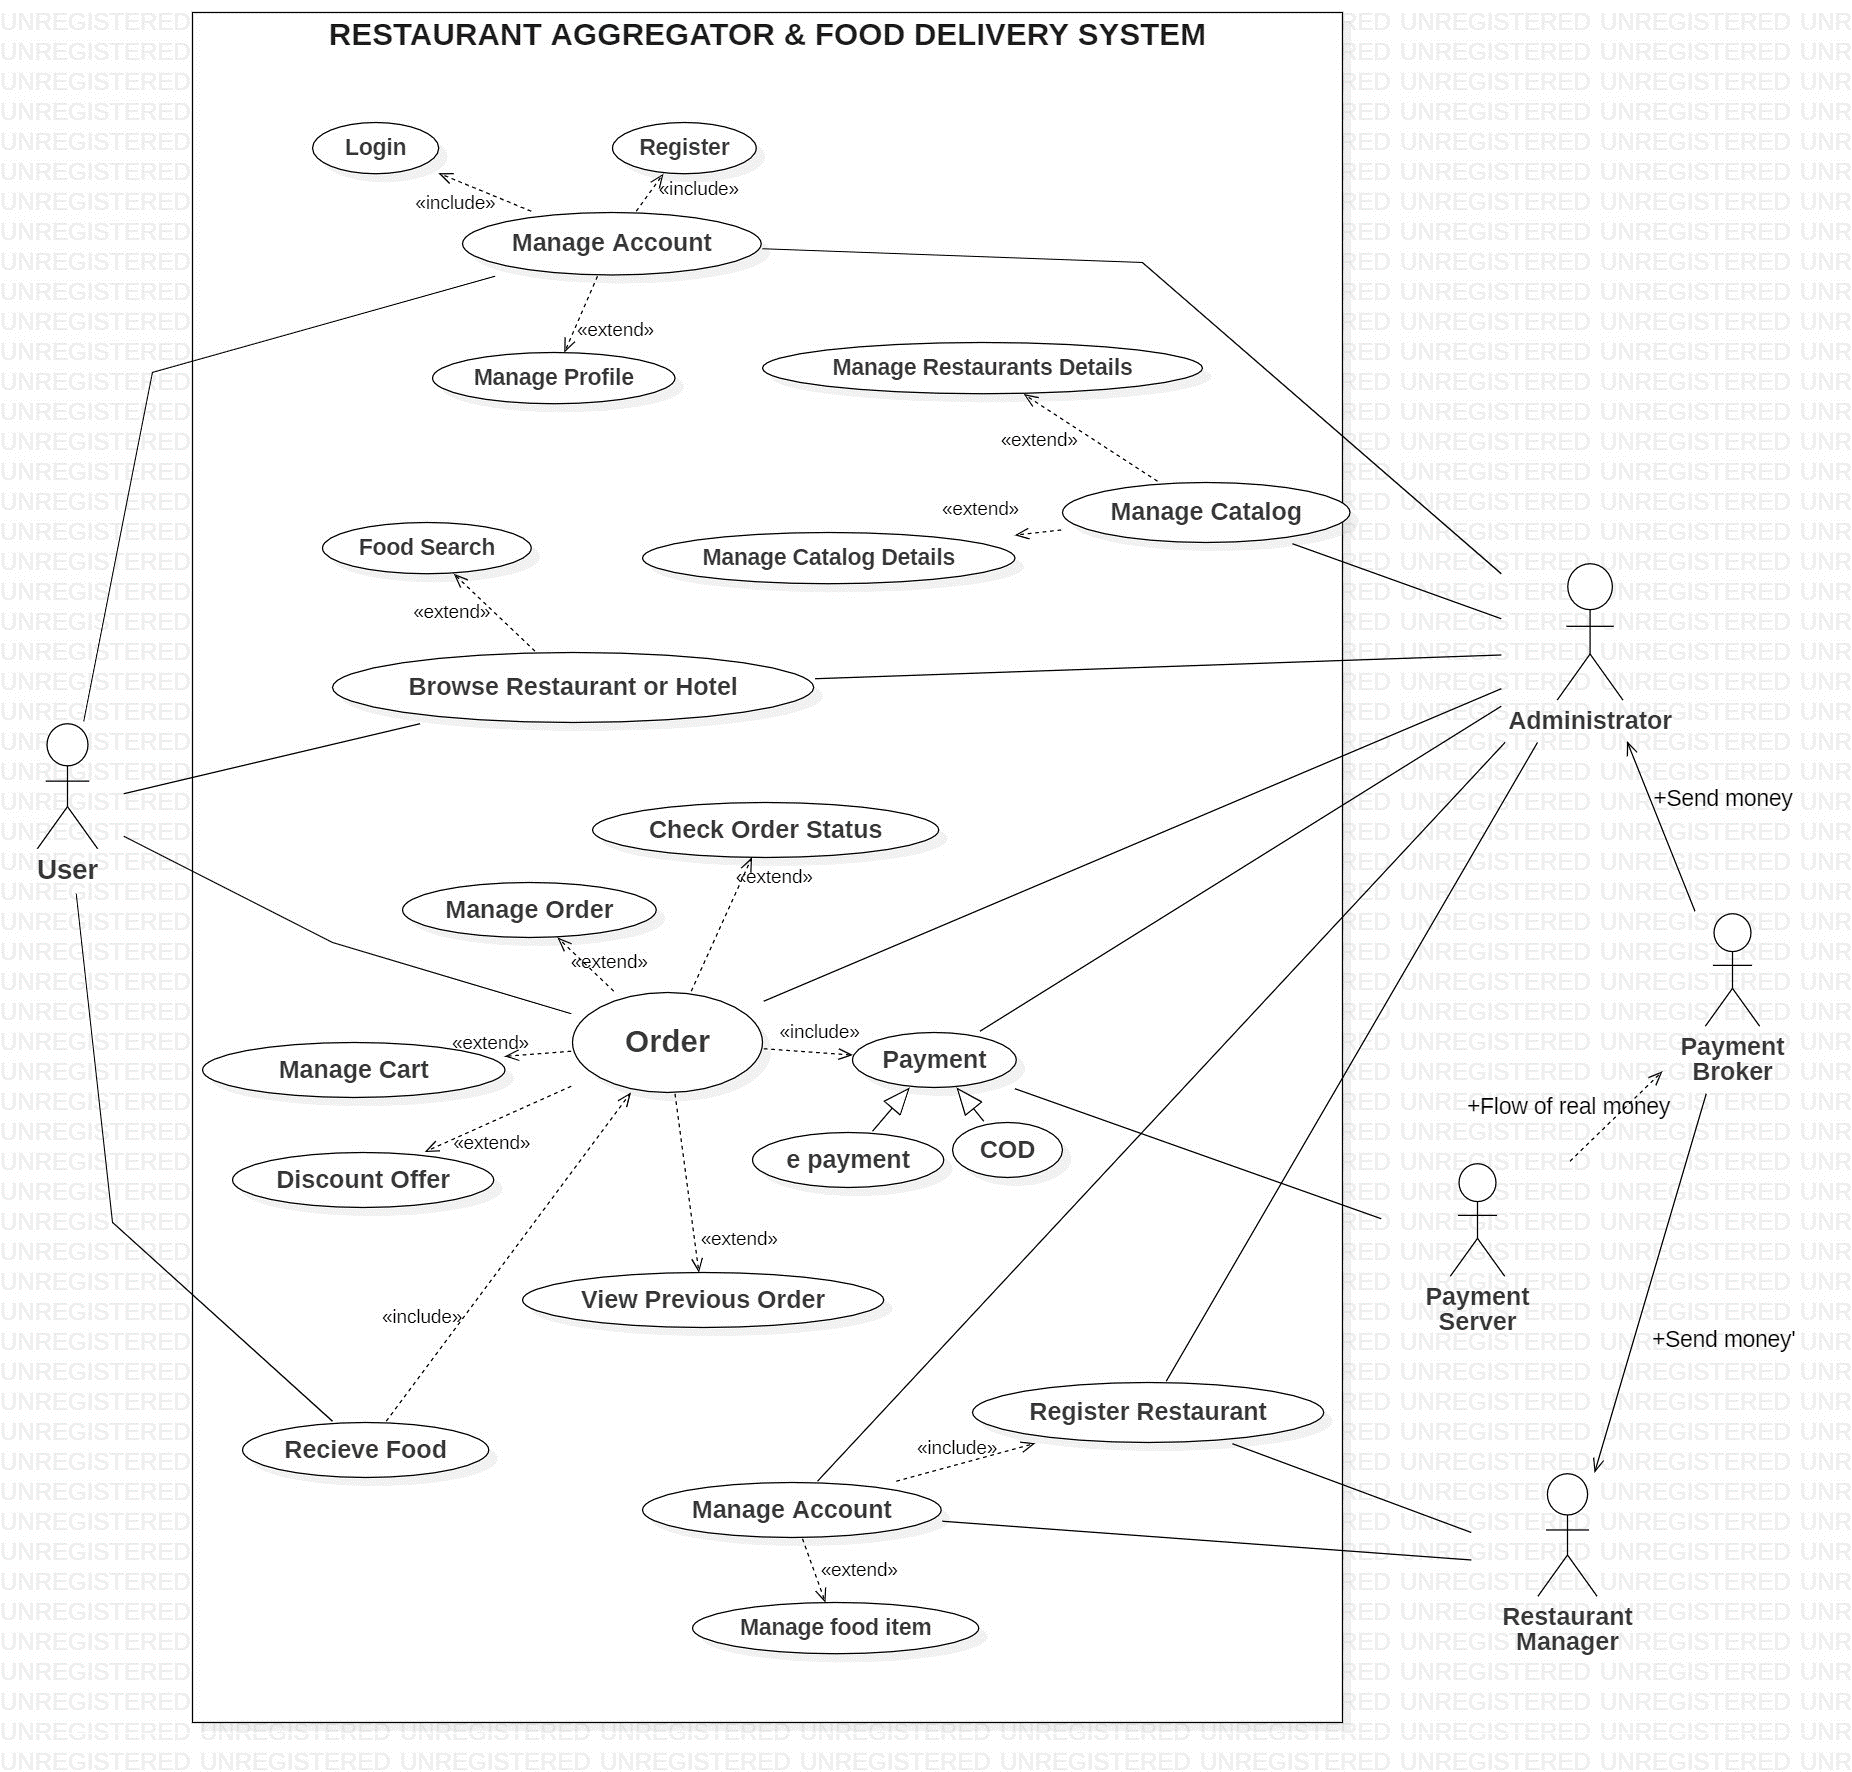 RESTAURANT AGGREGATOR & FOOD DELIVERY SYSTEM
Login
Register
«include»
«include»
Manage Account
«extend»
Manage Profile
Manage Restaurants Details
«extend»
Manage Catalog
«extend»
Manage Catalog Details
Food Search
«extend»
Browse Restaurant or Hotel
Administrator
+Send money
User
Check Order Status
«extend»
Manage Order
«extend»
Order
«include»
Payment
«extend»
Manage Cart
«extend»
Discount Offer
e payment
COD
Payment
Broker
+Flow of real money
«extend»
View Previous Order
«include»
Payment
Server
+Send money'
Recieve Food
Register Restaurant
«include»
Manage Account
«extend»
Manage food item
Restaurant
Manager
UNREGISTERED